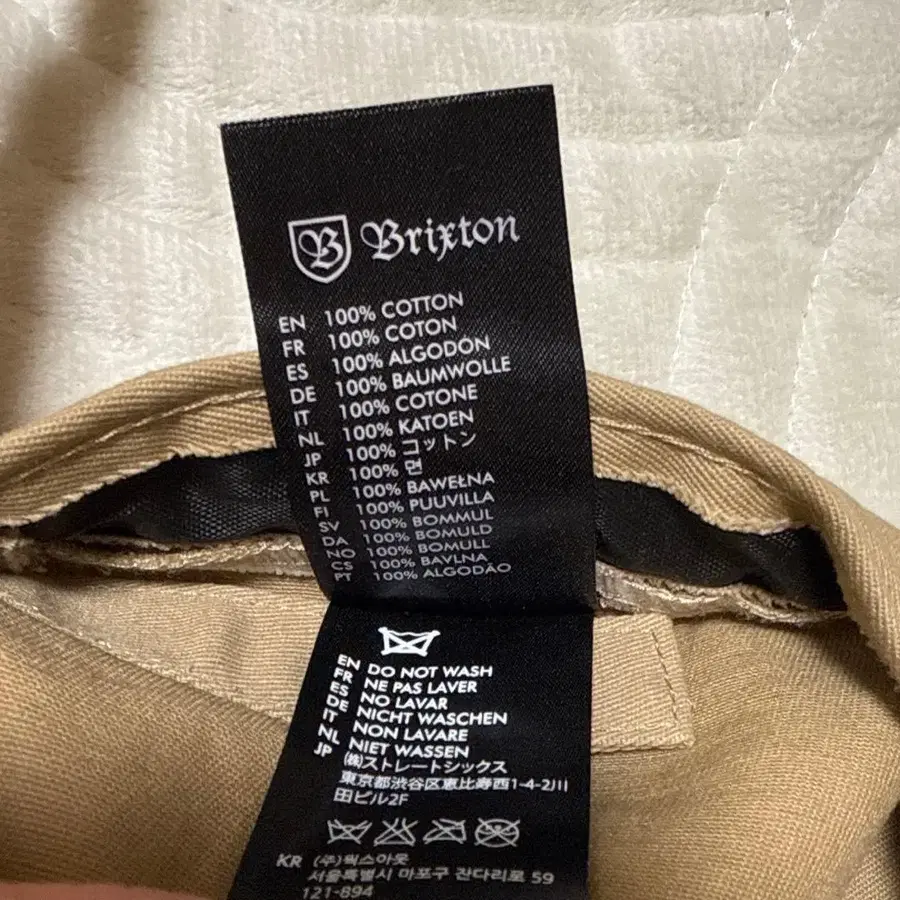 B Brixton
EN 100% COTTON
FR 100% COTON
ES 100% ALGODÓN
DE 100% BAUMWOLLE
IT 100% COTONE
NL 100% KATOEN
JP 100% コットン
KR 100% 면
PL 100% BAWEŁNA
FI 100% PUUVILLA
SV 100% BOMMUL
DA 100% BOMULD
NO 100% BOMULL
CS 100% BAVLNA
PT 100% ALGODÃO
EN DO NOT WASH
FR NE PAS LAVER
ES NO LAVAR
DE NICHT WASCHEN
IT NON LAVARE
NL NIET WASSEN
JP (株)ストレートシックス
東京都渋谷区恵比寿西1-4-2川
田ビル2F
KR (주)웍스아웃
서울특별시 마포구 잔다리로 59
121-894